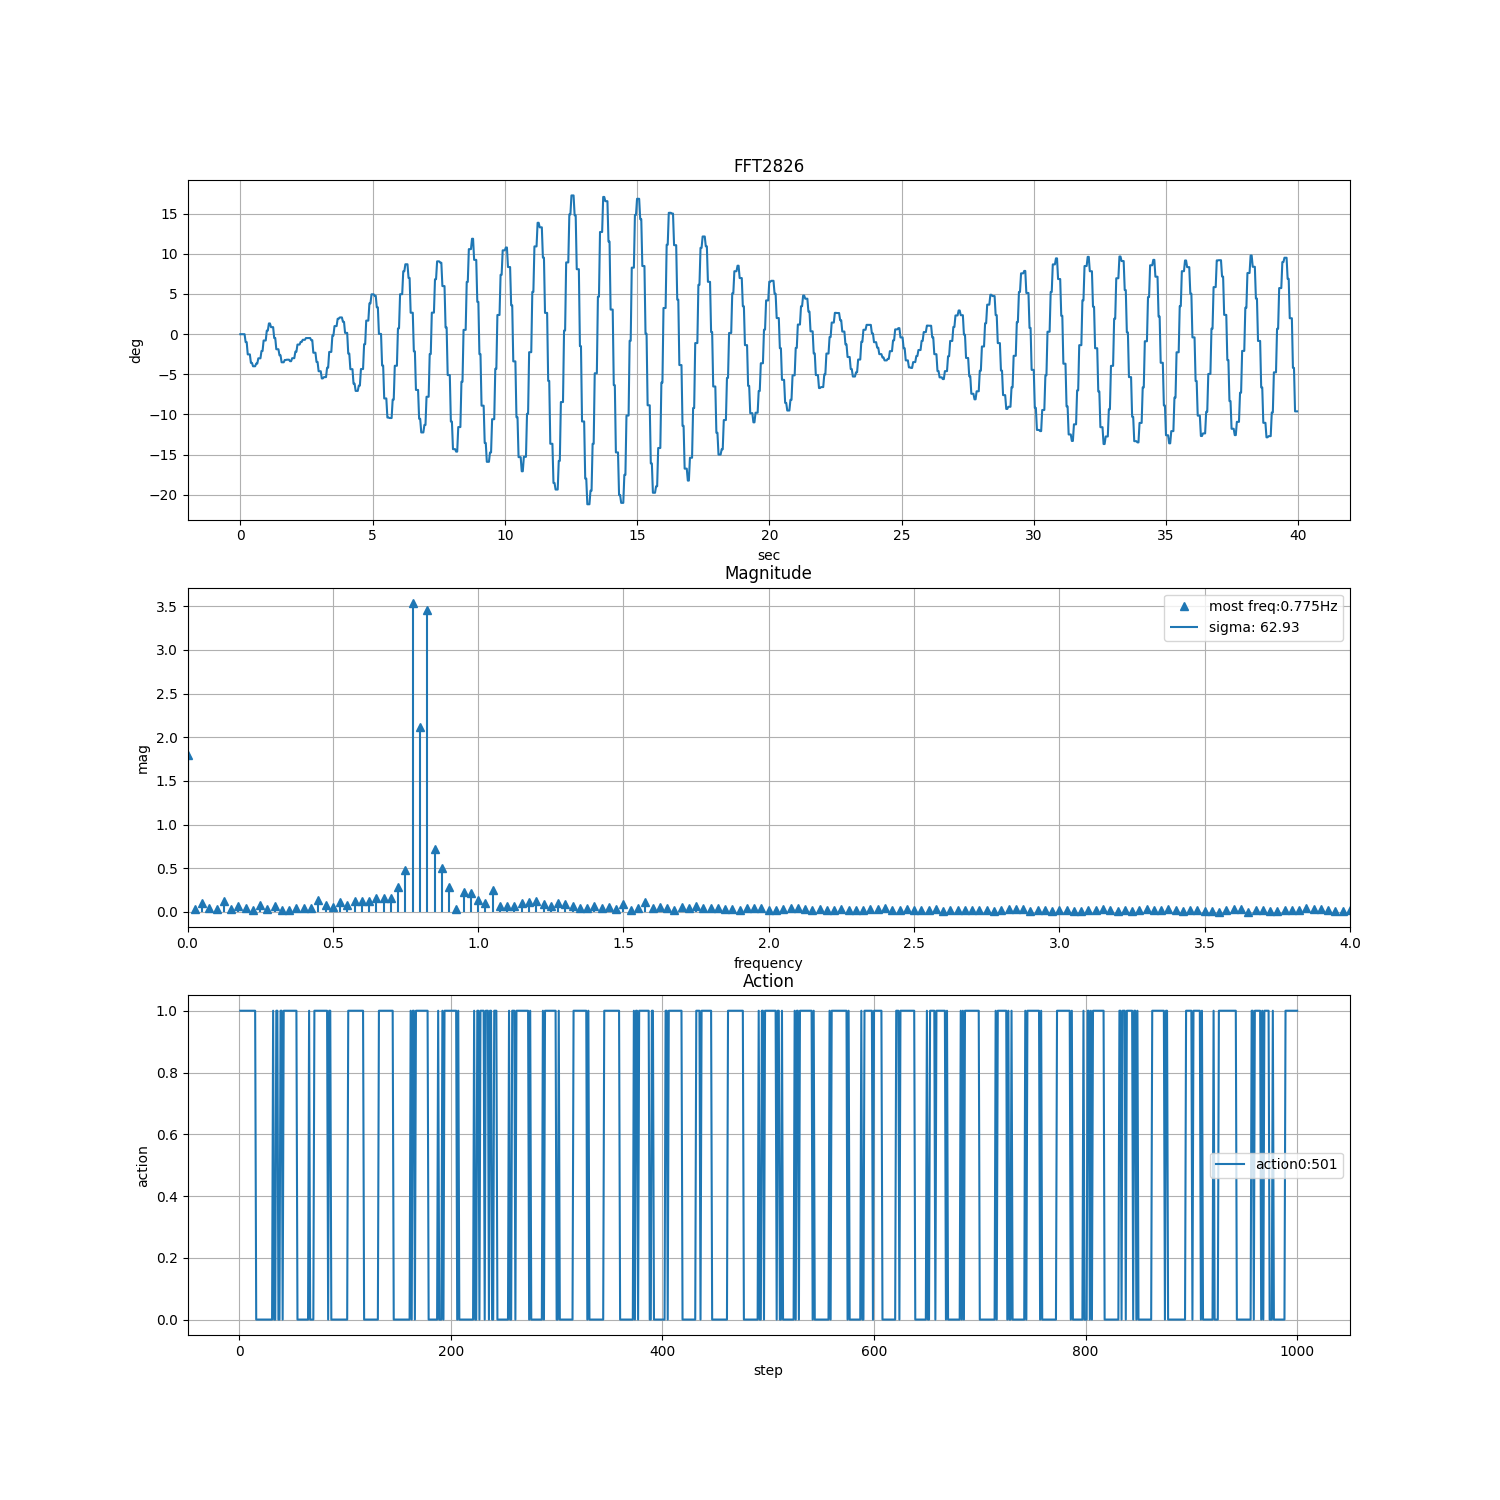 FFT2826
15
10
5
0
−5
−10
−15
−20
deg
0 5 10 15 20 25 30 35 40
sec
Magnitude
3.5
3.0
2.5
2.0
1.5
1.0
0.5
0.0
mag
most freq:0.775Hz
sigma: 62.93
0.0 0.5 1.0 1.5 2.0 2.5 3.0 3.5 4.0
frequency
Action
1.0
0.8
0.6
0.4
0.2
0.0
action
action0:501
0 200 400 600 800 1000
step